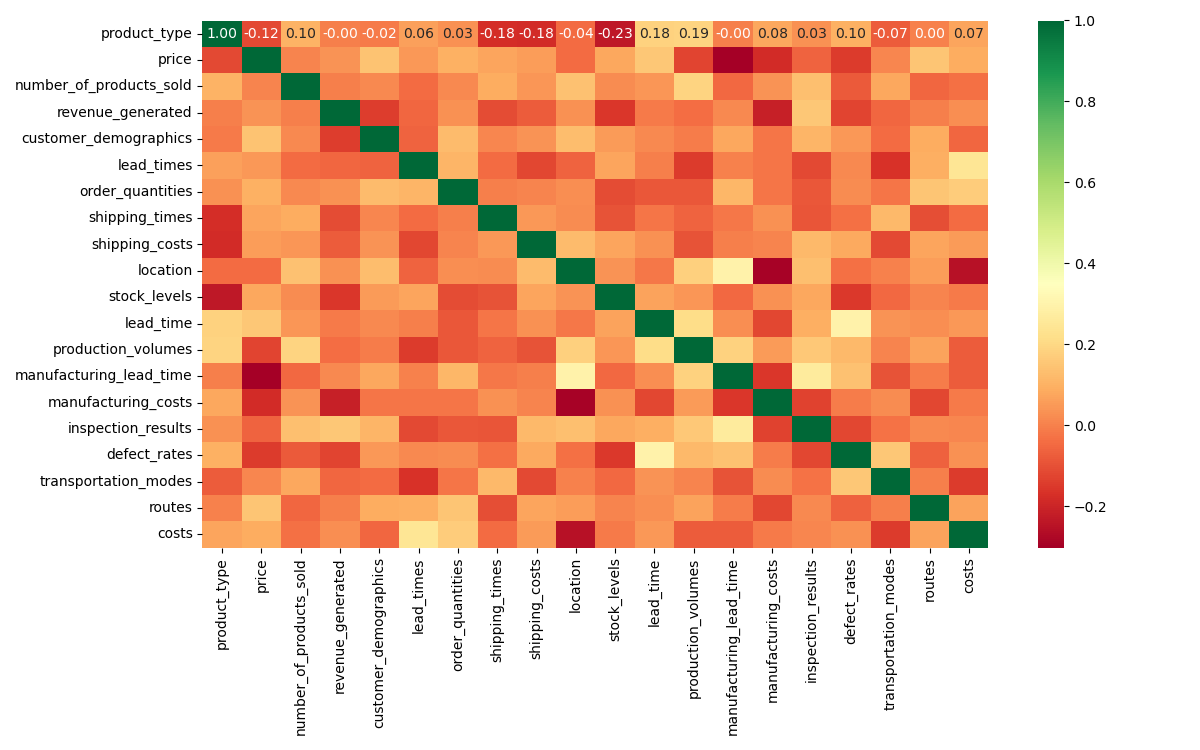 product_type 1.00 -0.12 0.10 -0.00 -0.02 0.06 0.03 -0.18 -0.18 -0.04 -0.23 0.18 0.19 -0.00 0.08 0.03 0.10 -0.07 0.00 0.07
price
number_of_products_sold
revenue_generated
customer_demographics
lead_times
order_quantities
shipping_times
shipping_costs
location
stock_levels
lead_time
production_volumes
manufacturing_lead_time
manufacturing_costs
inspection_results
defect_rates
transportation_modes
routes
costs
product_type
price
number_of_products_sold
revenue_generated
customer_demographics
lead_times
order_quantities
shipping_times
shipping_costs
location
stock_levels
lead_time
production_volumes
manufacturing_lead_time
manufacturing_costs
inspection_results
defect_rates
transportation_modes
routes
costs
1.0
0.8
0.6
0.4
0.2
0.0
−0.2